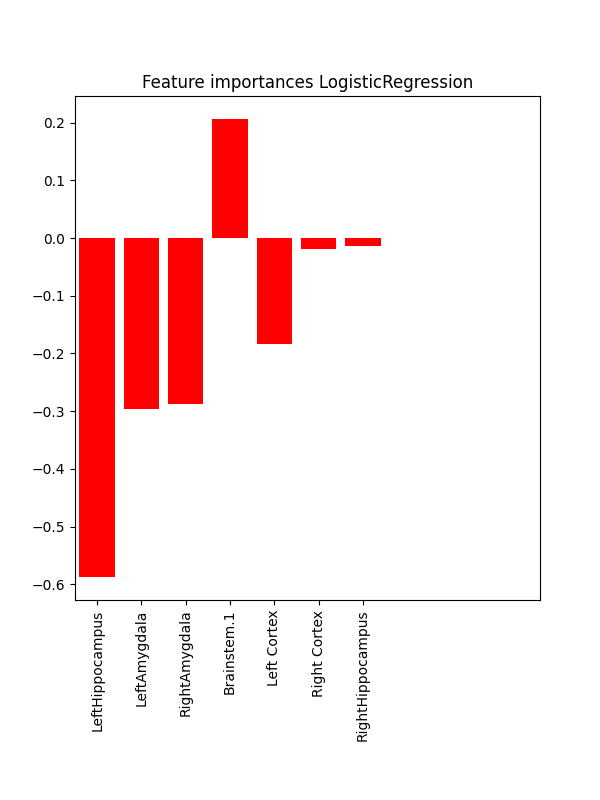 Feature importances LogisticRegression
0.2
0.1
0.0
−0.1
−0.2
−0.3
−0.4
−0.5
−0.6
LeftHippocampus
LeftAmygdala
RightAmygdala
Brainstem.1
Left Cortex
Right Cortex
RightHippocampus